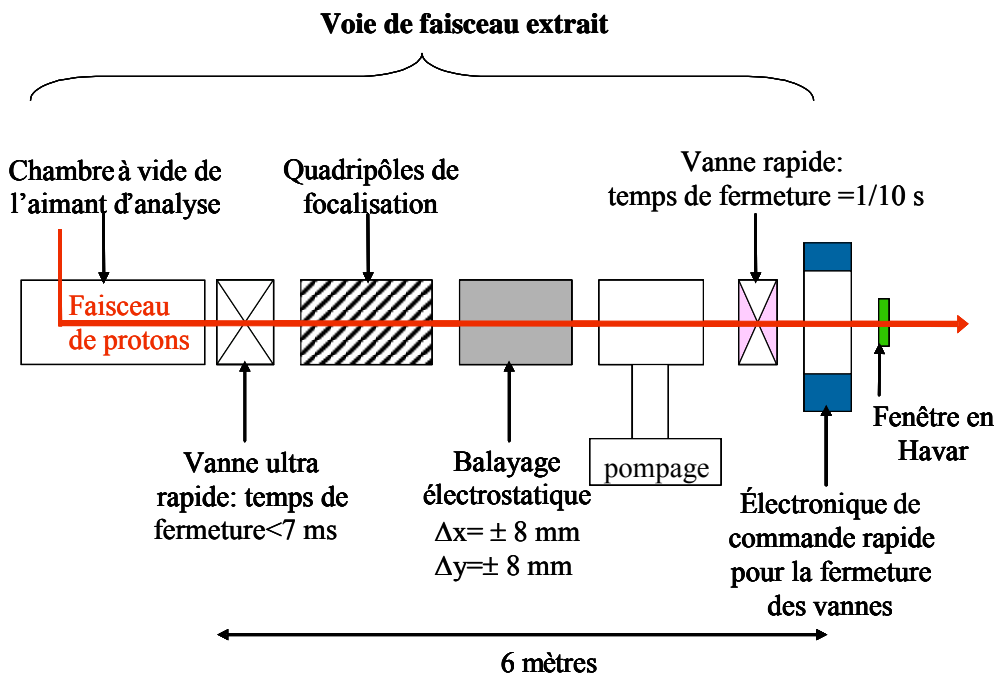 Voie de faisceau extrait
Chambre à vide de
l'aimant d'analyse
Quadripôles de
focalisation
Vanne rapide:
temps de fermeture =1/10 s
Faisceau
de protons
Fenêtre en
Havar
Vanne ultra
rapide: temps de
fermeture<7 ms
Balayage
électrostatique
Δx= ± 8 mm
Δy=± 8 mm
pompage
Électronique de
commande rapide
pour la fermeture
des vannes
6 mètres